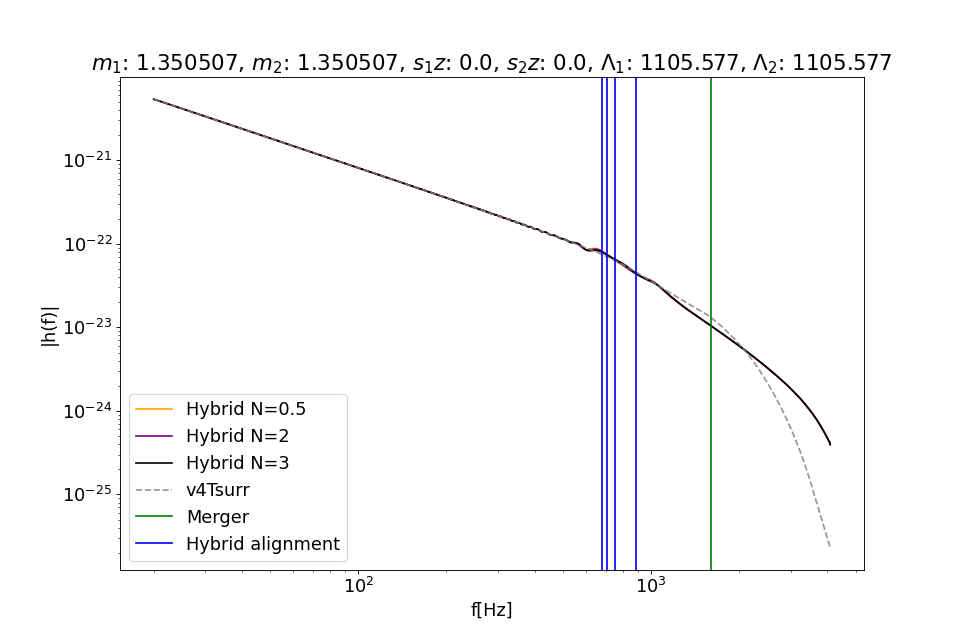 m₁: 1.350507, m₂: 1.350507, s₁z: 0.0, s₂z: 0.0, Λ₁: 1105.577, Λ₂: 1105.577
10⁻²¹
10⁻²²
10⁻²³
10⁻²⁴
10⁻²⁵
|h(f)|
Hybrid N=0.5
Hybrid N=2
Hybrid N=3
v4Tsurr
Merger
Hybrid alignment
10² 10³
f[Hz]